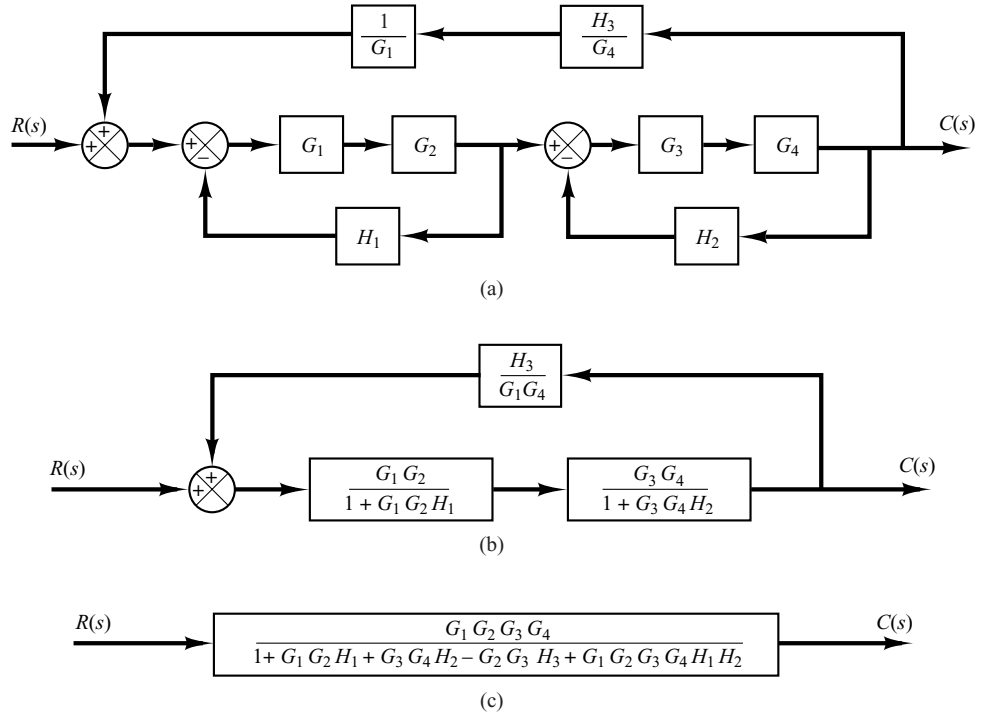 1
G1
H3
G4
R(s)
+
+
+
−
G1
G2
+
−
G3
G4
C(s)
H1
H2
(a)
H3
G1G4
R(s)
+
+
G1 G2
1 + G1 G2 H1
G3 G4
1 + G3 G4 H2
C(s)
(b)
R(s)
G1 G2 G3 G4
1+ G1 G2 H1 + G3 G4 H2 − G2 G3 H3 + G1 G2 G3 G4 H1 H2
C(s)
(c)